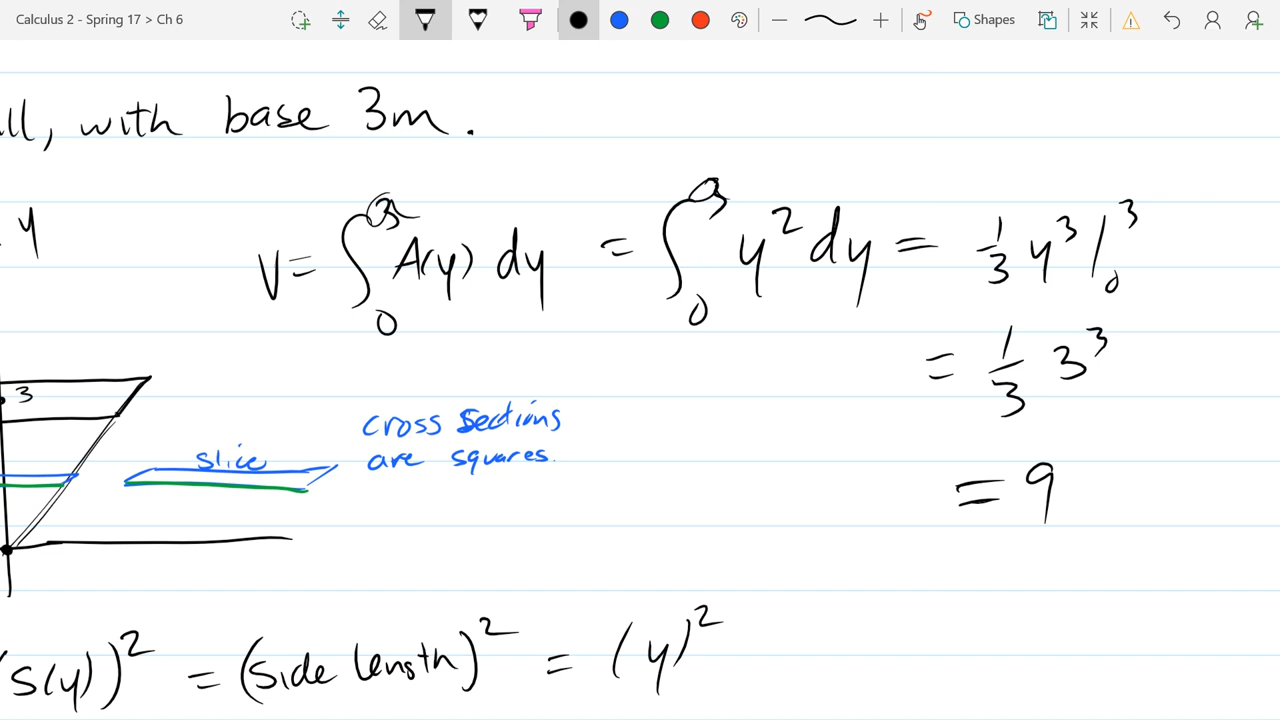 Calculus 2 - Spring 17 > Ch 6
Shapes
ll, with base 3m.
y
V = ∫₀³ A(y) dy = ∫₀³ y² dy = 1/3 y³ |₀³
= 1/3 3³
= 9
3
slice
cross sections
are squares.
(S(y))² = (side length)² = (y)²